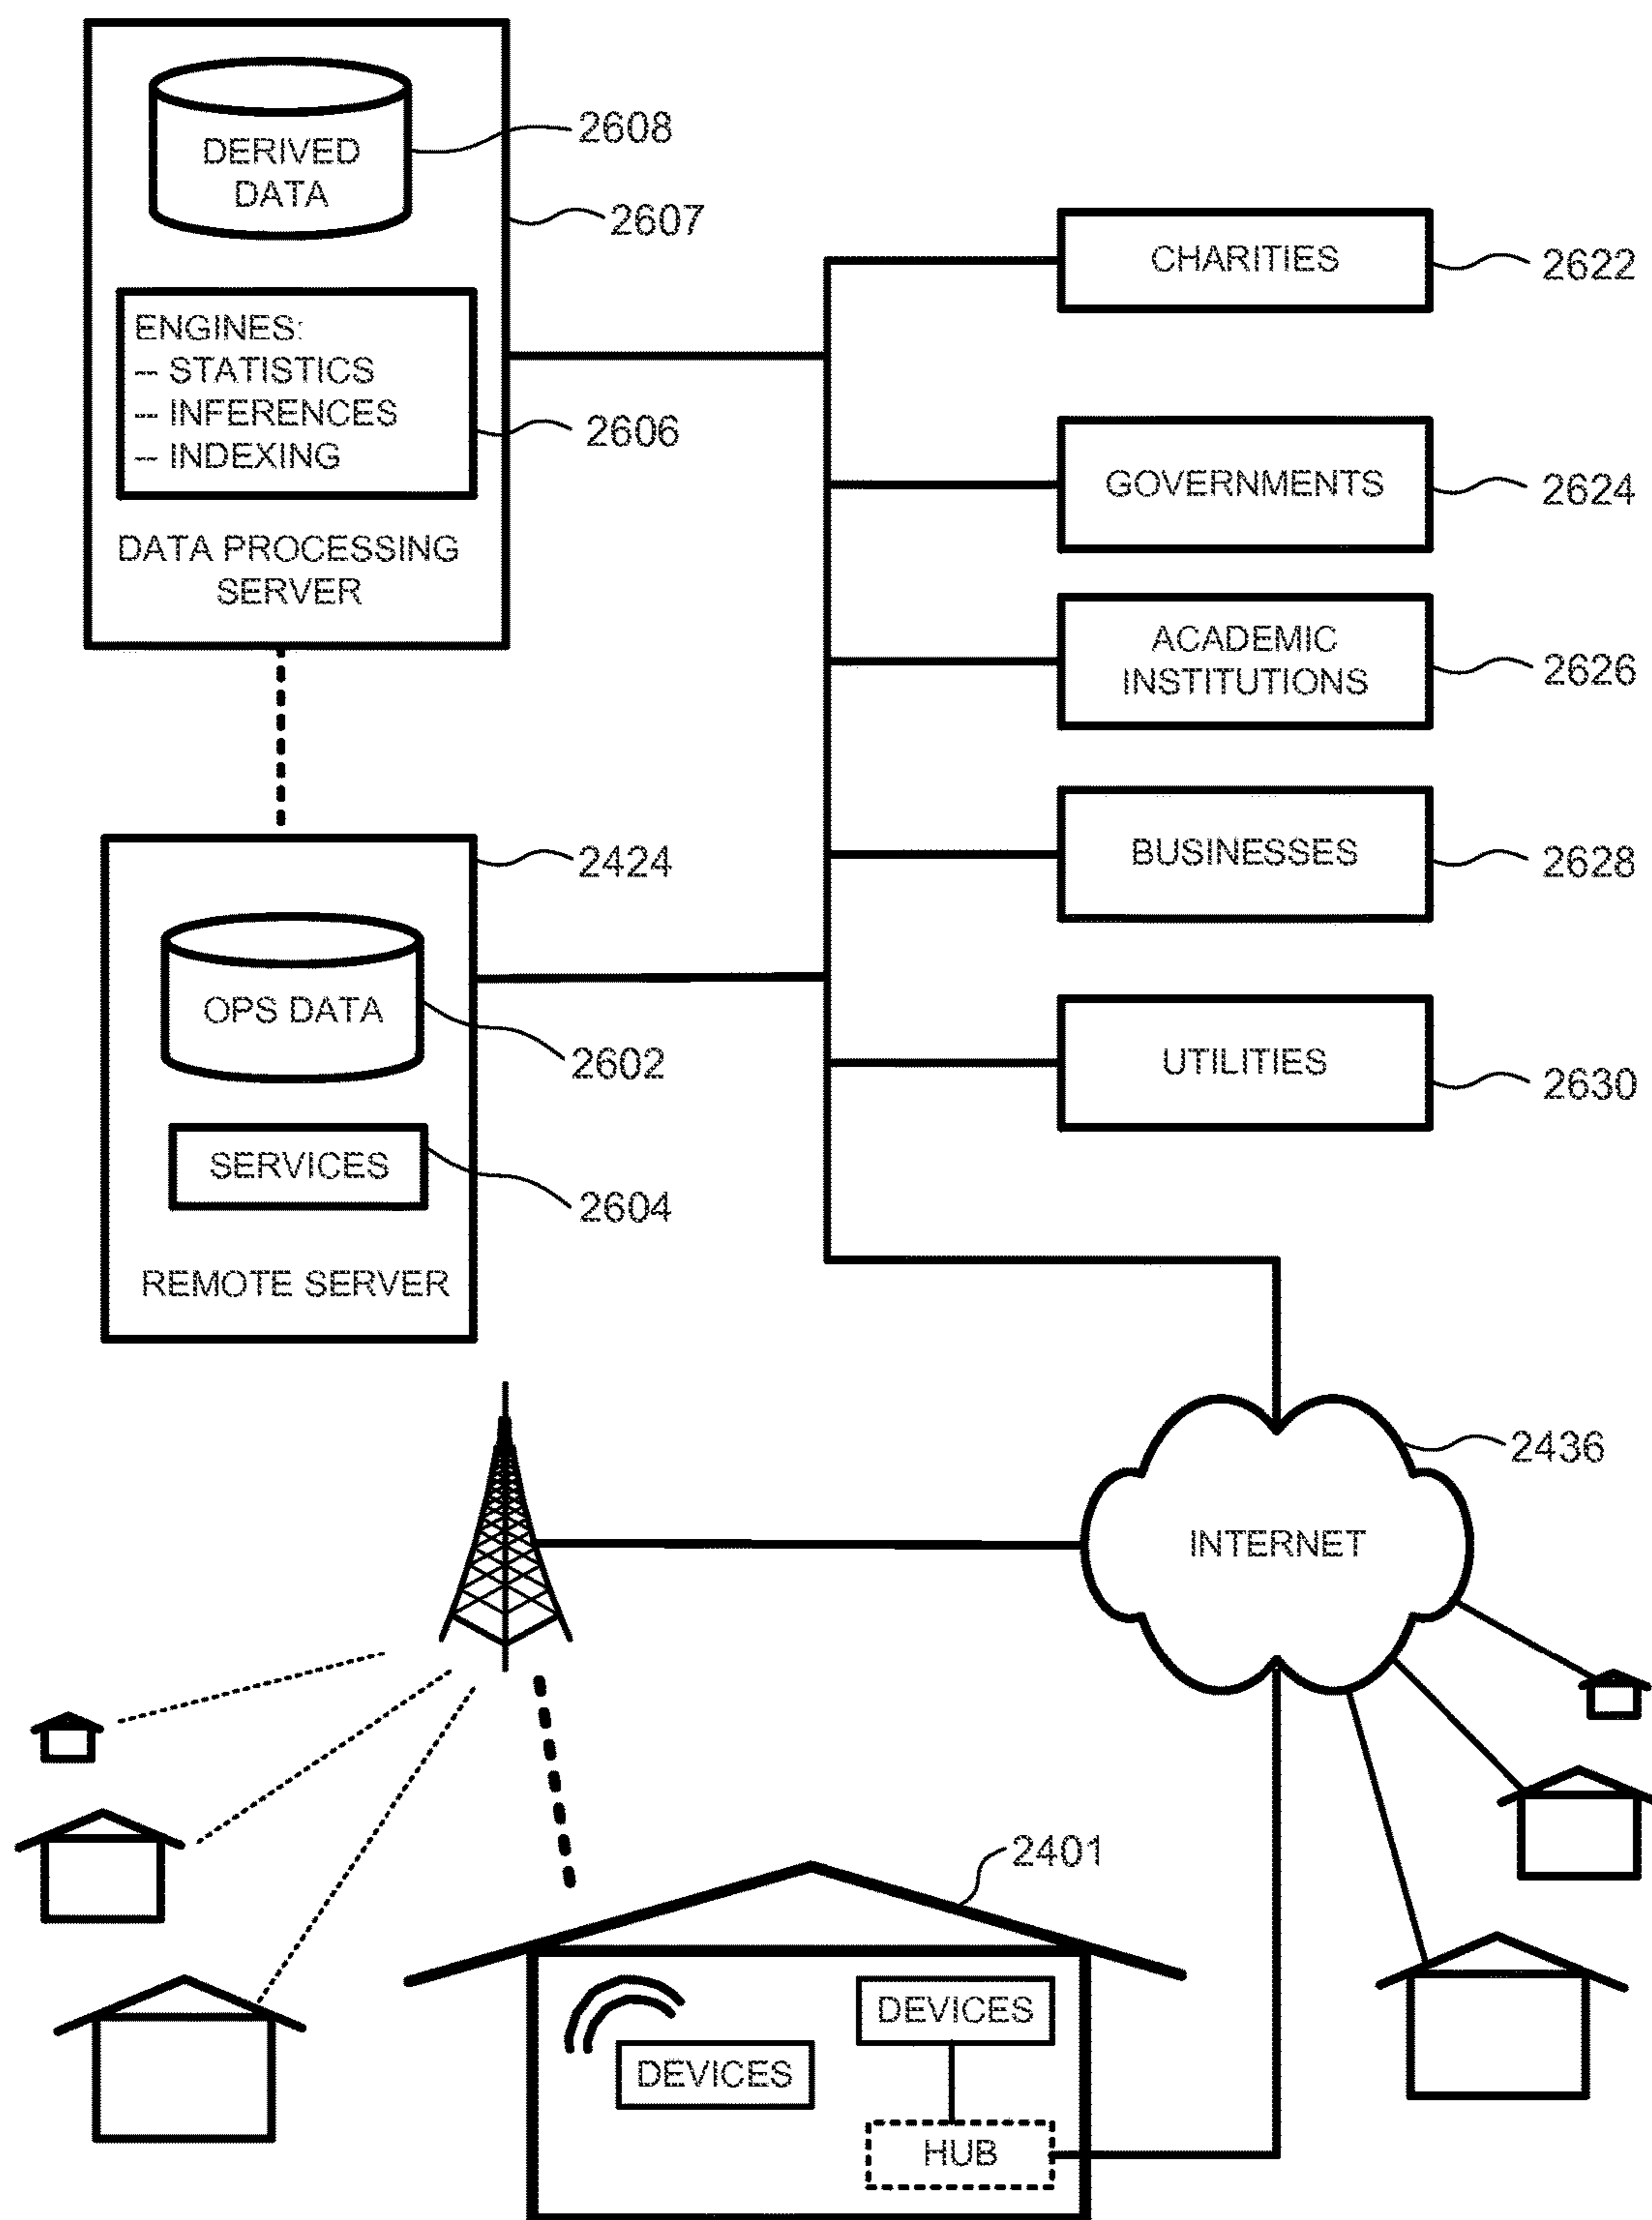 DERIVED
DATA
2608
2607
ENGINES:
-- STATISTICS
-- INFERENCES
-- INDEXING
2606
DATA PROCESSING
SERVER
CHARITIES
2622
GOVERNMENTS
2624
ACADEMIC
INSTITUTIONS
2626
BUSINESSES
2628
UTILITIES
2630
2424
OPS DATA
2602
SERVICES
2604
REMOTE SERVER
2436
INTERNET
2401
DEVICES
DEVICES
HUB